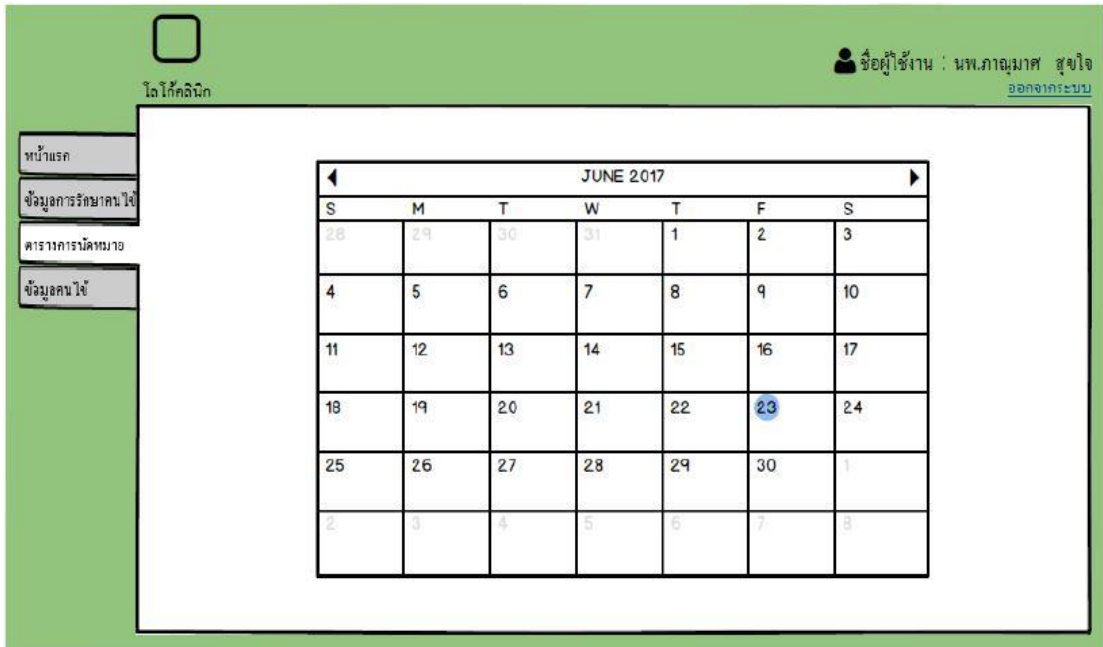 โลโก้คลินิก
ชื่อผู้ใช้งาน : นพ.ภาณุมาศ สุขใจ
ออกจากระบบ
หน้าแรก
ข้อมูลการรักษาคนไข้
ตารางการนัดหมาย
ข้อมูลคนไข้
JUNE 2017
S M T W T F S
28 29 30 31 1 2 3
4 5 6 7 8 9 10
11 12 13 14 15 16 17
18 19 20 21 22 23 24
25 26 27 28 29 30 1
2 3 4 5 6 7 8